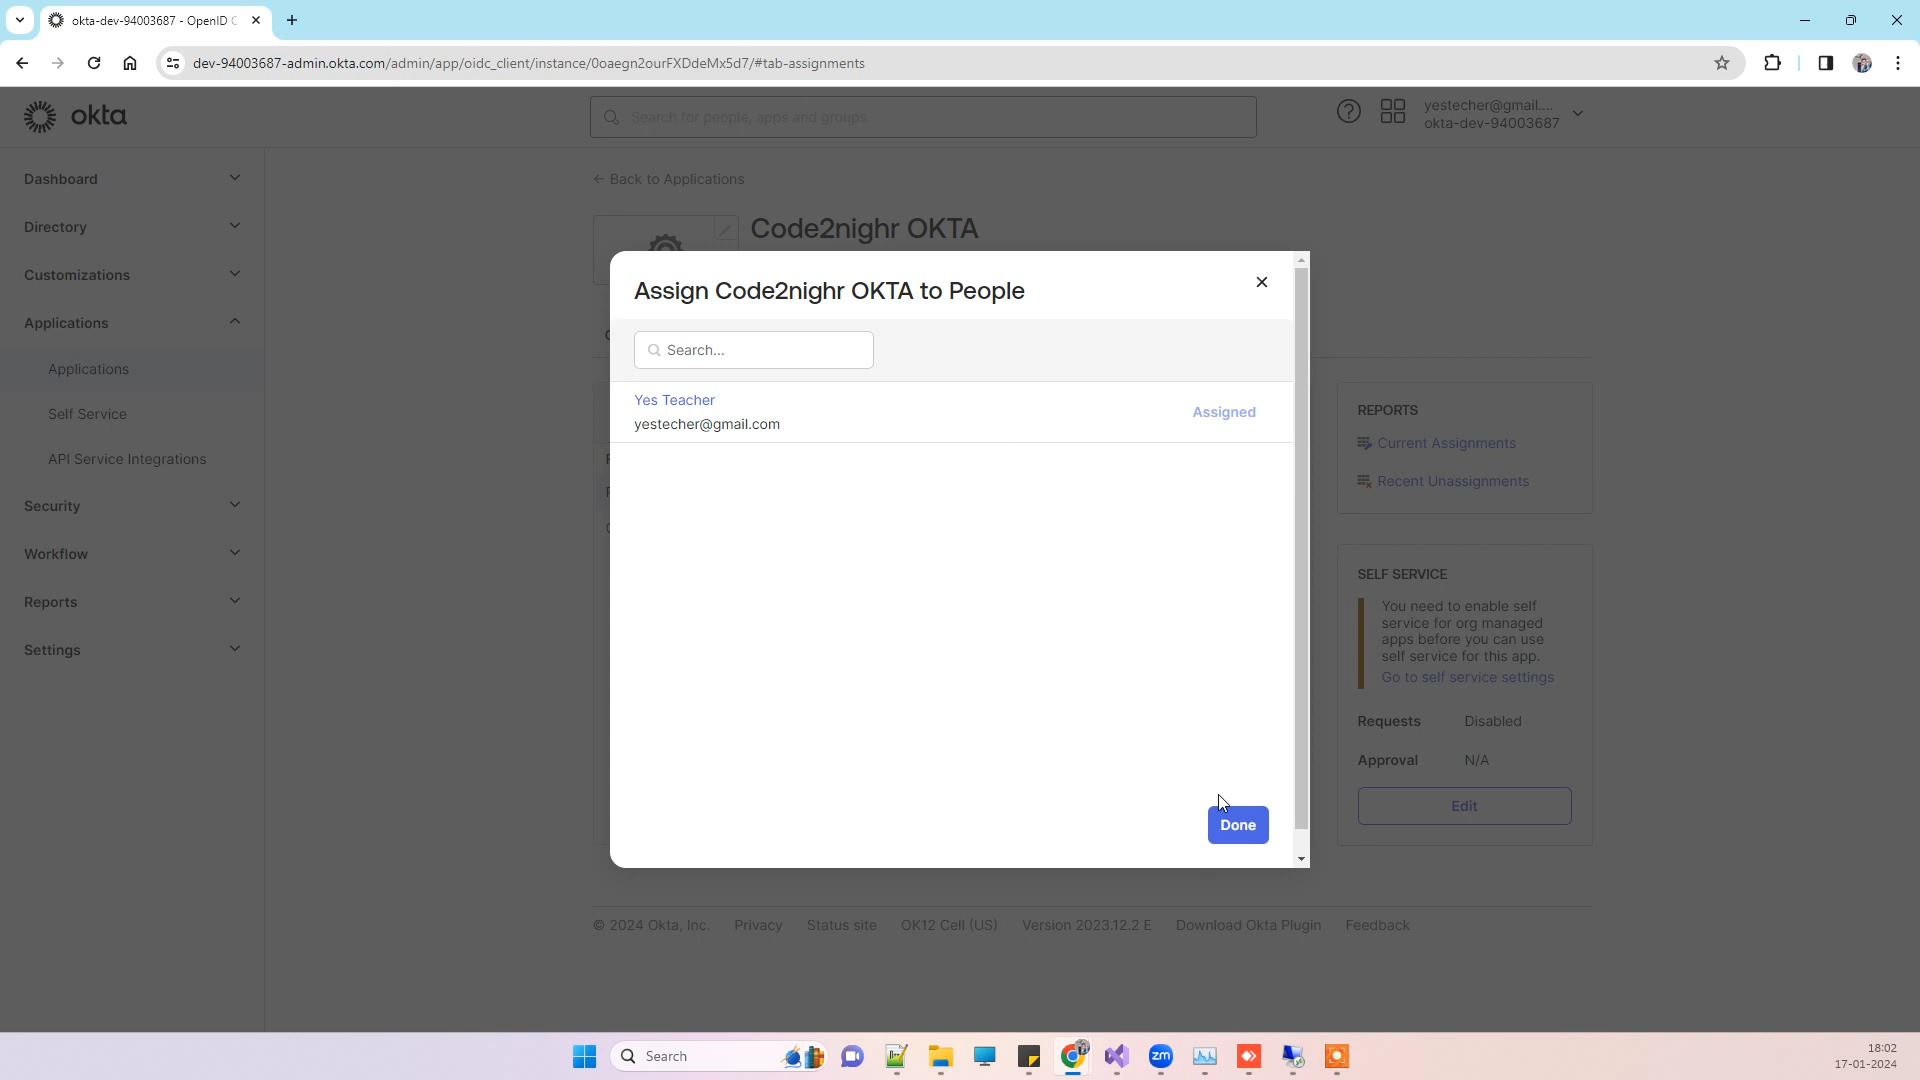 okta-dev-94003687 - OpenID C
dev-94003687-admin.okta.com/admin/app/oidc_client/instance/0oaegn2ourFXDdeMx5d7/#tab-assignments
okta
Search for people, apps and groups
yestecher@gmail....
okta-dev-94003687
Dashboard
Directory
Customizations
Applications
Applications
Self Service
API Service Integrations
Security
Workflow
Reports
Settings
← Back to Applications
Code2nighr OKTA
Assign Code2nighr OKTA to People
Search...
Yes Teacher
yestecher@gmail.com
Assigned
Done
REPORTS
Current Assignments
Recent Unassignments
SELF SERVICE
You need to enable self
service for org managed
apps before you can use
self service for this app.
Go to self service settings
Requests Disabled
Approval N/A
Edit
© 2024 Okta, Inc. Privacy Status site OK12 Cell (US) Version 2023.12.2 E Download Okta Plugin Feedback
Search
zm
18:02
17-01-2024